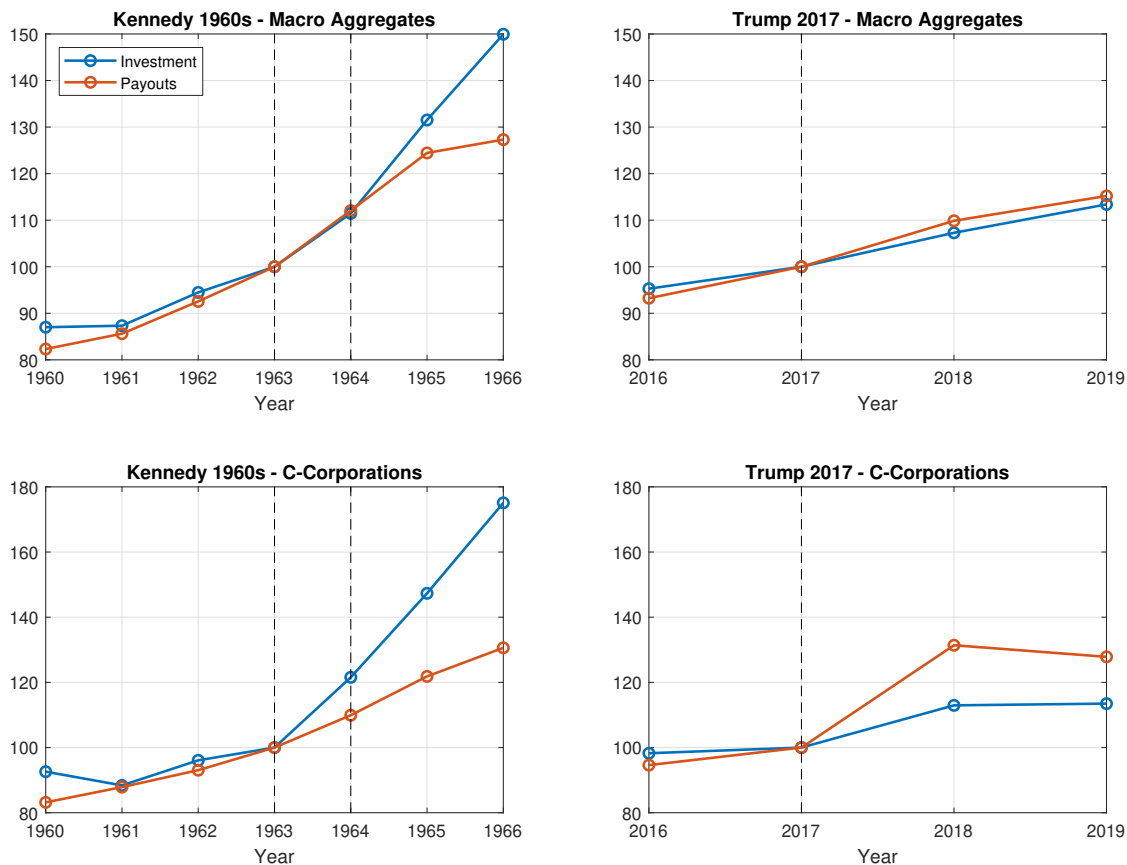 Kennedy 1960s - Macro Aggregates
150
140
130
120
110
100
90
80
Investment
Payouts
1960 1961 1962 1963 1964 1965 1966
Year
Trump 2017 - Macro Aggregates
150
140
130
120
110
100
90
80
2016 2017 2018 2019
Year
Kennedy 1960s - C-Corporations
180
160
140
120
100
80
1960 1961 1962 1963 1964 1965 1966
Year
Trump 2017 - C-Corporations
180
160
140
120
100
80
2016 2017 2018 2019
Year